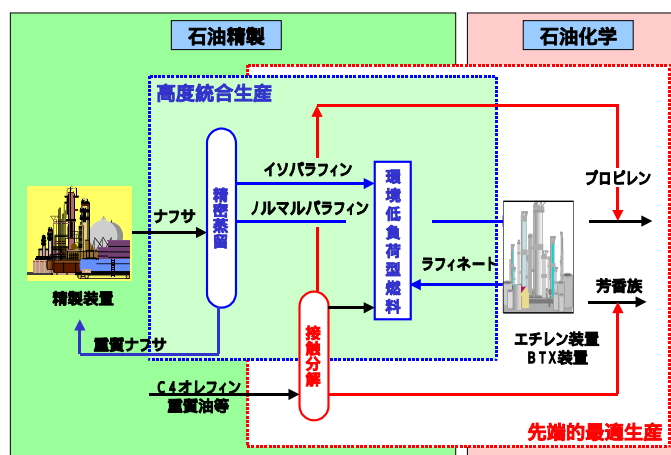 石油精製
石油化学
高度統合生産
イソパラフィン
ナフサ
精密蒸留
ノルマルパラフィン
環境低負荷型燃料
プロピレン
ラフィネート
精製装置
芳香族
重質ナフサ
接触分解
エチレン装置
BTX装置
C4オレフィン
重質油等
先端的最適生産